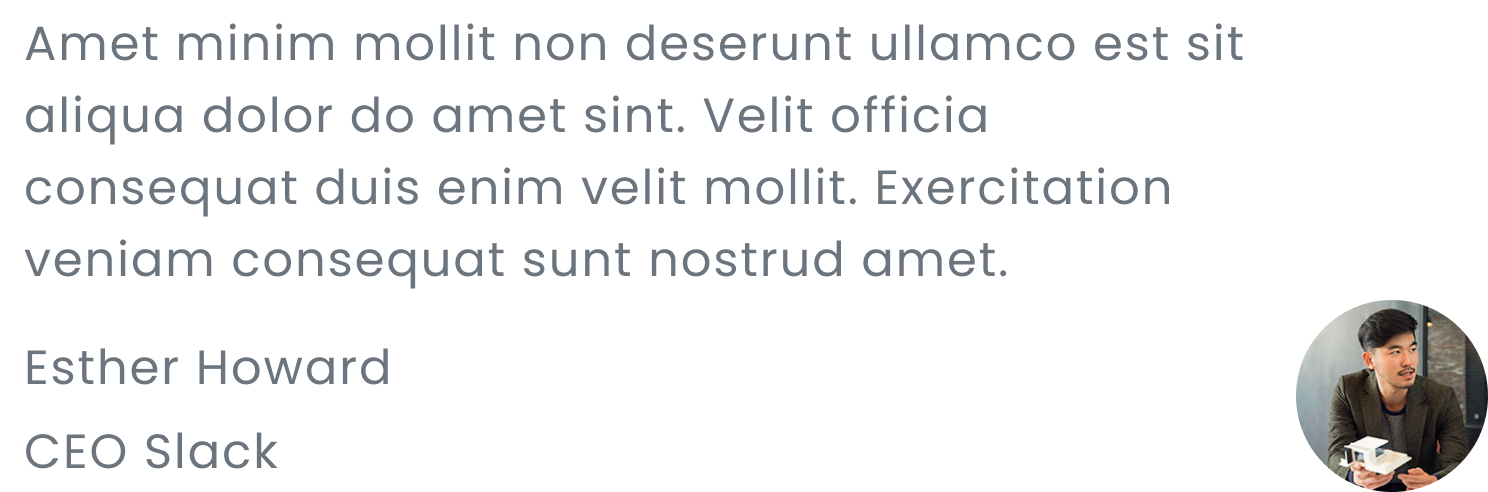 Amet minim mollit non deserunt ullamco est sit
aliqua dolor do amet sint. Velit officia
consequat duis enim velit mollit. Exercitation
veniam consequat sunt nostrud amet.
Esther Howard
CEO Slack